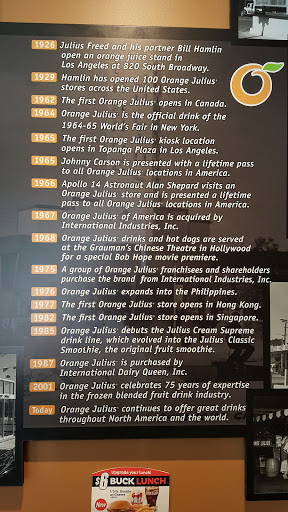 1926 Julius Freed and his partner Bill Hamlin
open an orange juice stand in
Los Angeles at 820 South Broadway.
1929 Hamlin has opened 100 Orange Julius
stores across the United States.
1962 The first Orange Julius opens in Canada.
1964 Orange Julius is the official drink of the
1964-65 World's Fair in New York.
1965 The first Orange Julius kiosk location
opens in Topanga Plaza in Los Angeles.
1965 Johnny Carson is presented with a lifetime pass
to all Orange Julius locations in America.
1966 Apollo 14 Astronaut Alan Shepard visits an
Orange Julius store and is presented a lifetime
pass to all Orange Julius locations in America.
1967 Orange Julius of America is acquired by
International Industries, Inc.
1968 Orange Julius drinks and hot dogs are served
at the Grauman's Chinese Theatre in Hollywood
for a special Bob Hope movie premiere.
1975 A group of Orange Julius franchisees and shareholders
purchase the brand from International Industries, Inc.
1976 Orange Julius expands into the Philippines.
1977 The first Orange Julius store opens in Hong Kong.
1982 The first Orange Julius store opens in Singapore.
1985 Orange Julius debuts the Julius Cream Supreme
drink line, which evolved into the Julius Classic
Smoothie, the original fruit smoothie.
1987 Orange Julius is purchased by
International Dairy Queen, Inc.
2001 Orange Julius celebrates 75 years of expertise
in the frozen blended fruit drink industry.
Today Orange Julius continues to offer great drinks
throughout North America and the world.
Upgrade your lunch!
$6 BUCK LUNCH